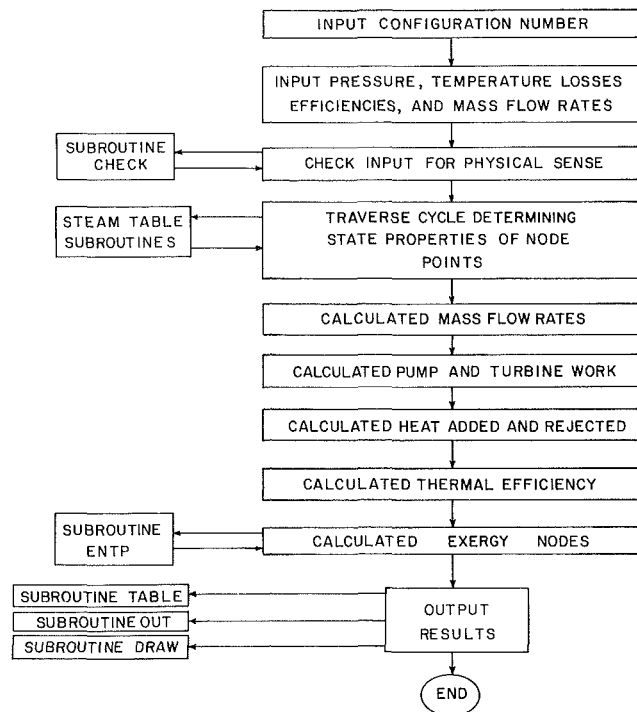 INPUT CONFIGURATION NUMBER
INPUT PRESSURE, TEMPERATURE LOSSES
EFFICIENCIES, AND MASS FLOW RATES
SUBROUTINE
CHECK
CHECK INPUT FOR PHYSICAL SENSE
STEAM TABLE
SUBROUTINES
TRAVERSE CYCLE DETERMINING
STATE PROPERTIES OF NODE
POINTS
CALCULATED MASS FLOW RATES
CALCULATED PUMP AND TURBINE WORK
CALCULATED HEAT ADDED AND REJECTED
CALCULATED THERMAL EFFICIENCY
SUBROUTINE
ENTP
CALCULATED EXERGY NODES
SUBROUTINE TABLE
SUBROUTINE OUT
SUBROUTINE DRAW
OUTPUT
RESULTS
END